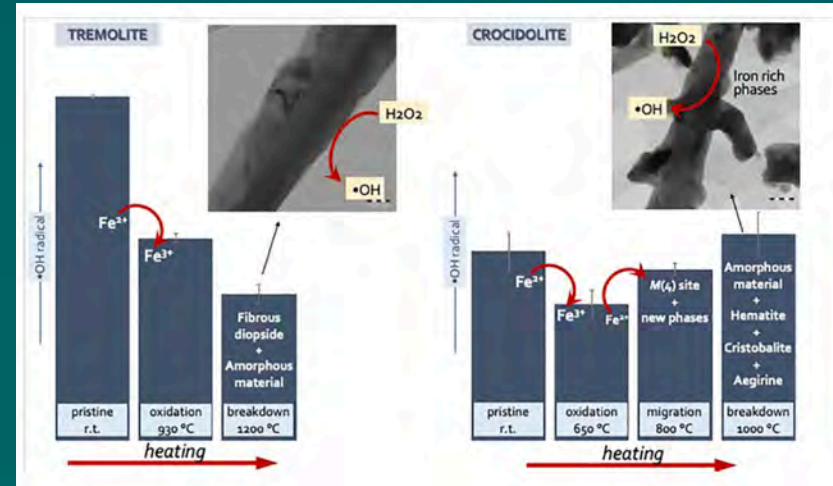 TREMOLITE
H2O2
•OH
•OH radical
Fe²⁺
Fe³⁺
Fibrous
diopside
+
Amorphous
material
pristine
r.t.
oxidation
930 °C
breakdown
1200 °C
heating
CROCIDOLITE
H2O2
Iron rich
phases
•OH
•OH radical
Fe²⁺
Fe³⁺
Fe²⁺
M(4) site
+
new phases
Amorphous
material
+
Hematite
+
Cristobalite
+
Aegirine
pristine
r.t.
oxidation
650 °C
migration
800 °C
breakdown
1000 °C
heating